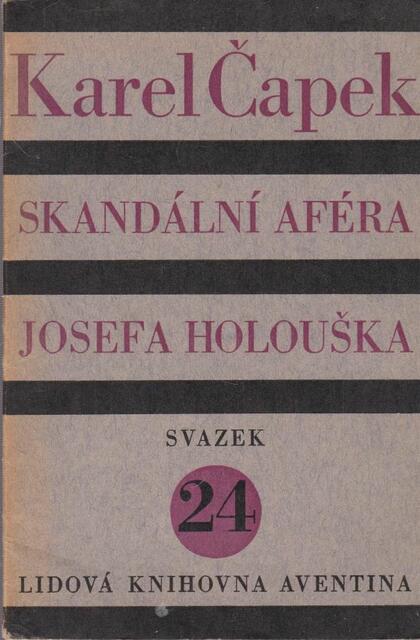 Karel Čapek
SKANDÁLNÍ AFÉRA
JOSEFA HOLOUŠKA
SVAZEK
24
LIDOVÁ KNIHOVNA AVENTINA